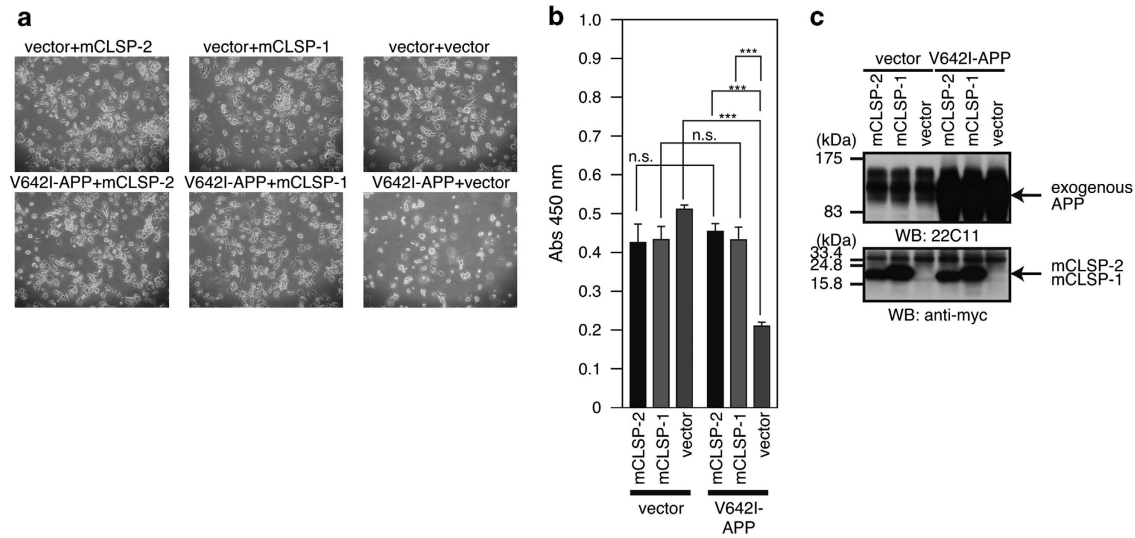 a
vector+mCLSP-2
vector+mCLSP-1
vector+vector
V642I-APP+mCLSP-2
V642I-APP+mCLSP-1
V642I-APP+vector
b
Abs 450 nm
1.0
0.9
0.8
0.7
0.6
0.5
0.4
0.3
0.2
0.1
0
***
***
***
n.s.
n.s.
mCLSP-2
mCLSP-1
vector
mCLSP-2
mCLSP-1
vector
vector
V642I-
APP
c
vector
V642I-APP
mCLSP-2
mCLSP-1
vector
mCLSP-2
mCLSP-1
vector
(kDa)
175
83
exogenous
APP
WB: 22C11
(kDa)
33.4
24.8
15.8
mCLSP-2
mCLSP-1
WB: anti-myc